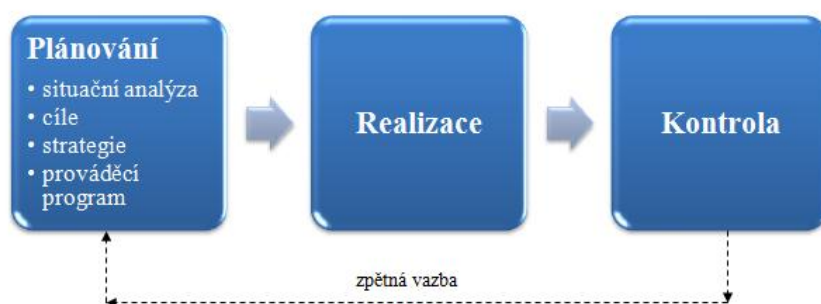 Plánování
• situační analýza
• cíle
• strategie
• prováděcí
program
Realizace
Kontrola
zpětná vazba